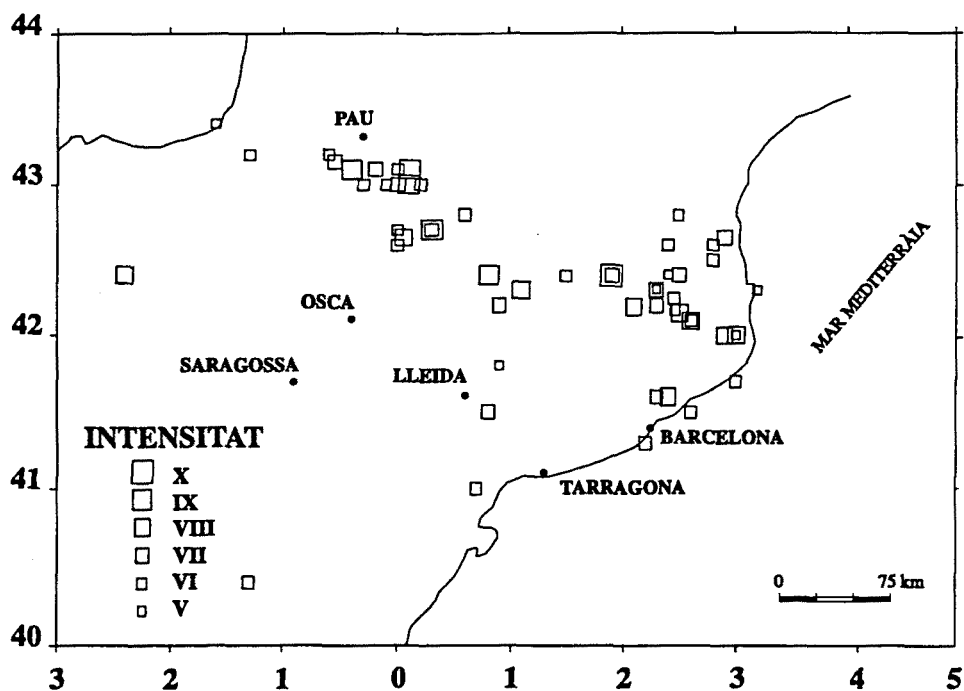 44
43
42
41
40
PAU
OSCA
SARAGOSSA
LLEIDA
BARCELONA
TARRAGONA
MAR MEDITERRÀIA
INTENSITAT
X
IX
VIII
VII
VI
V
0 75 km
3 2 1 0 1 2 3 4 5